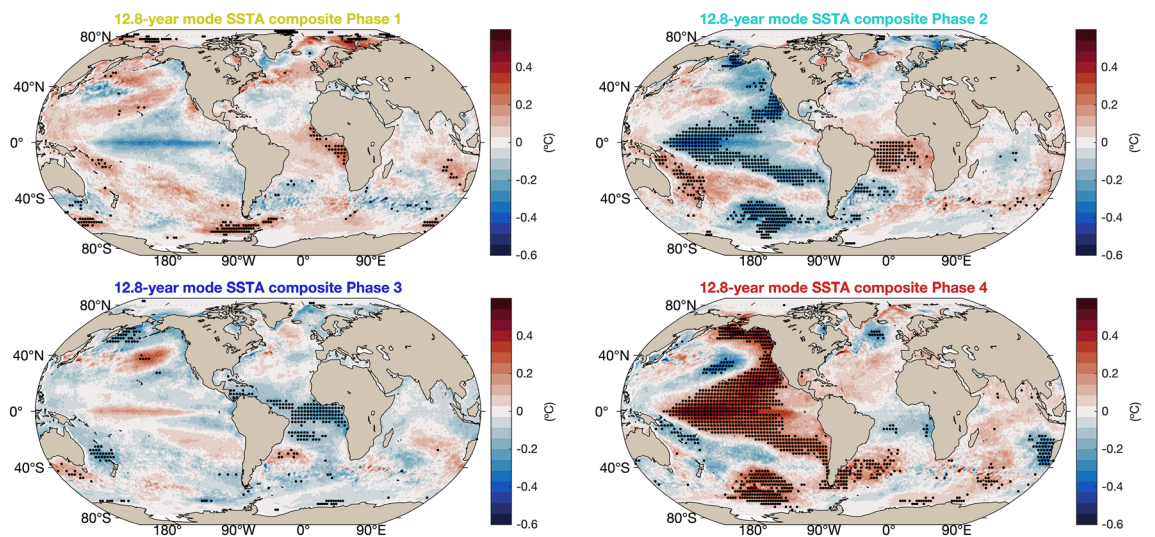 12.8-year mode SSTA composite Phase 1
80°N
40°N
0°
40°S
80°S
180°
90°W
0°
90°E
0.4
0.2
0
-0.2
-0.4
-0.6
(ºC)
12.8-year mode SSTA composite Phase 2
80°N
40°N
0°
40°S
80°S
180°
90°W
0°
90°E
0.4
0.2
0
-0.2
-0.4
-0.6
(ºC)
12.8-year mode SSTA composite Phase 3
80°N
40°N
0°
40°S
80°S
180°
90°W
0°
90°E
0.4
0.2
0
-0.2
-0.4
-0.6
(ºC)
12.8-year mode SSTA composite Phase 4
80°N
40°N
0°
40°S
80°S
180°
90°W
0°
90°E
0.4
0.2
0
-0.2
-0.4
-0.6
(ºC)